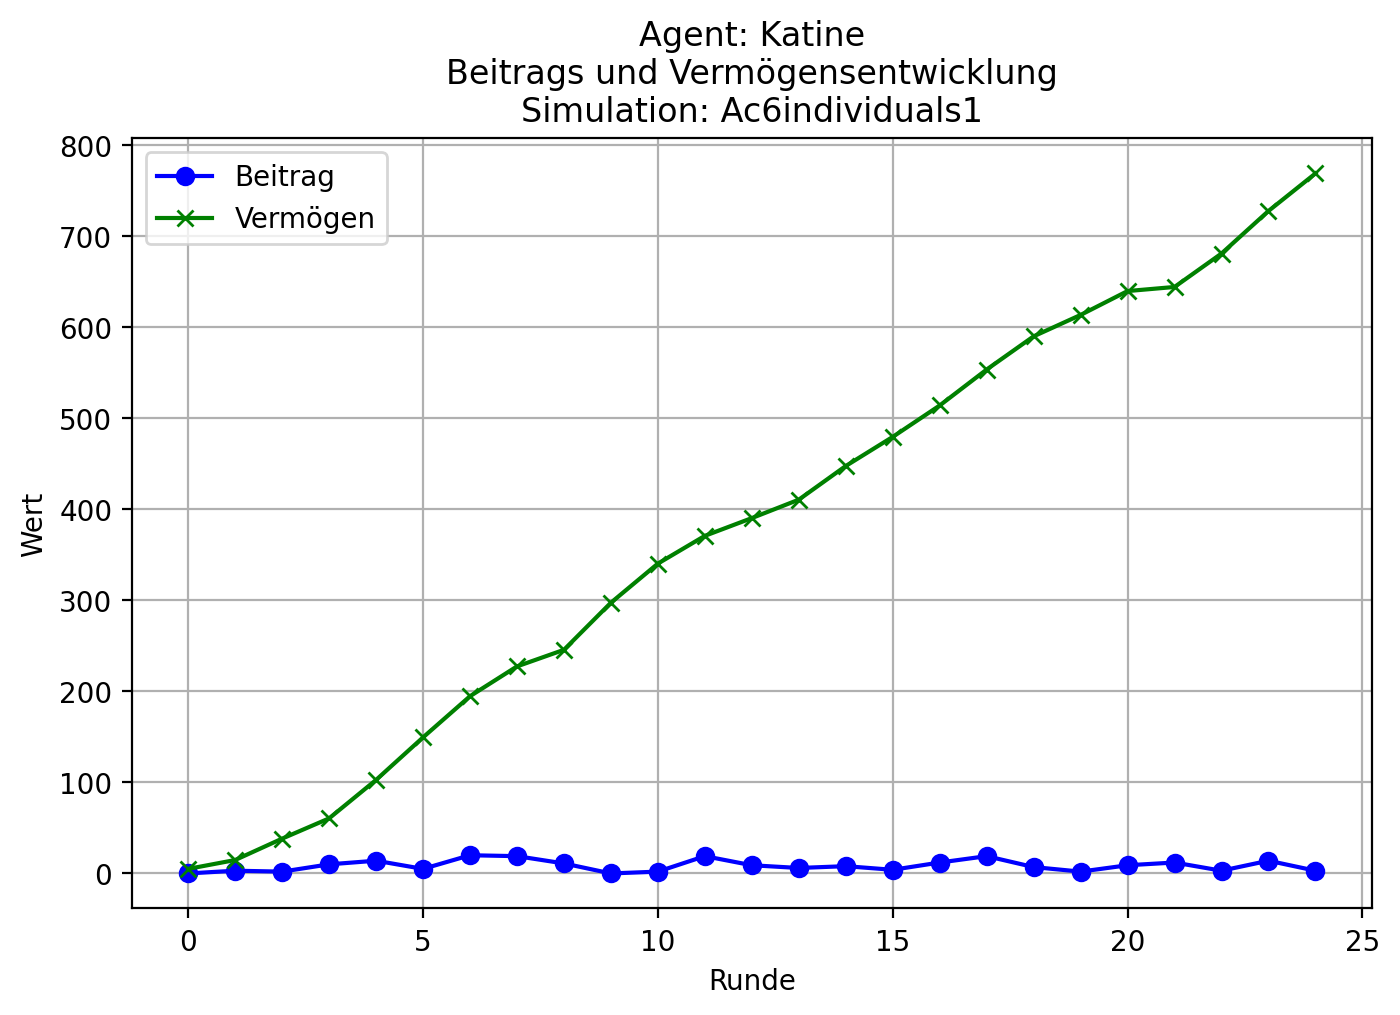 Agent: Katine
Beitrags und Vermögensentwicklung
Simulation: Ac6individuals1
800
700
600
500
400
300
200
100
0
Wert
Beitrag
Vermögen
0 5 10 15 20 25
Runde